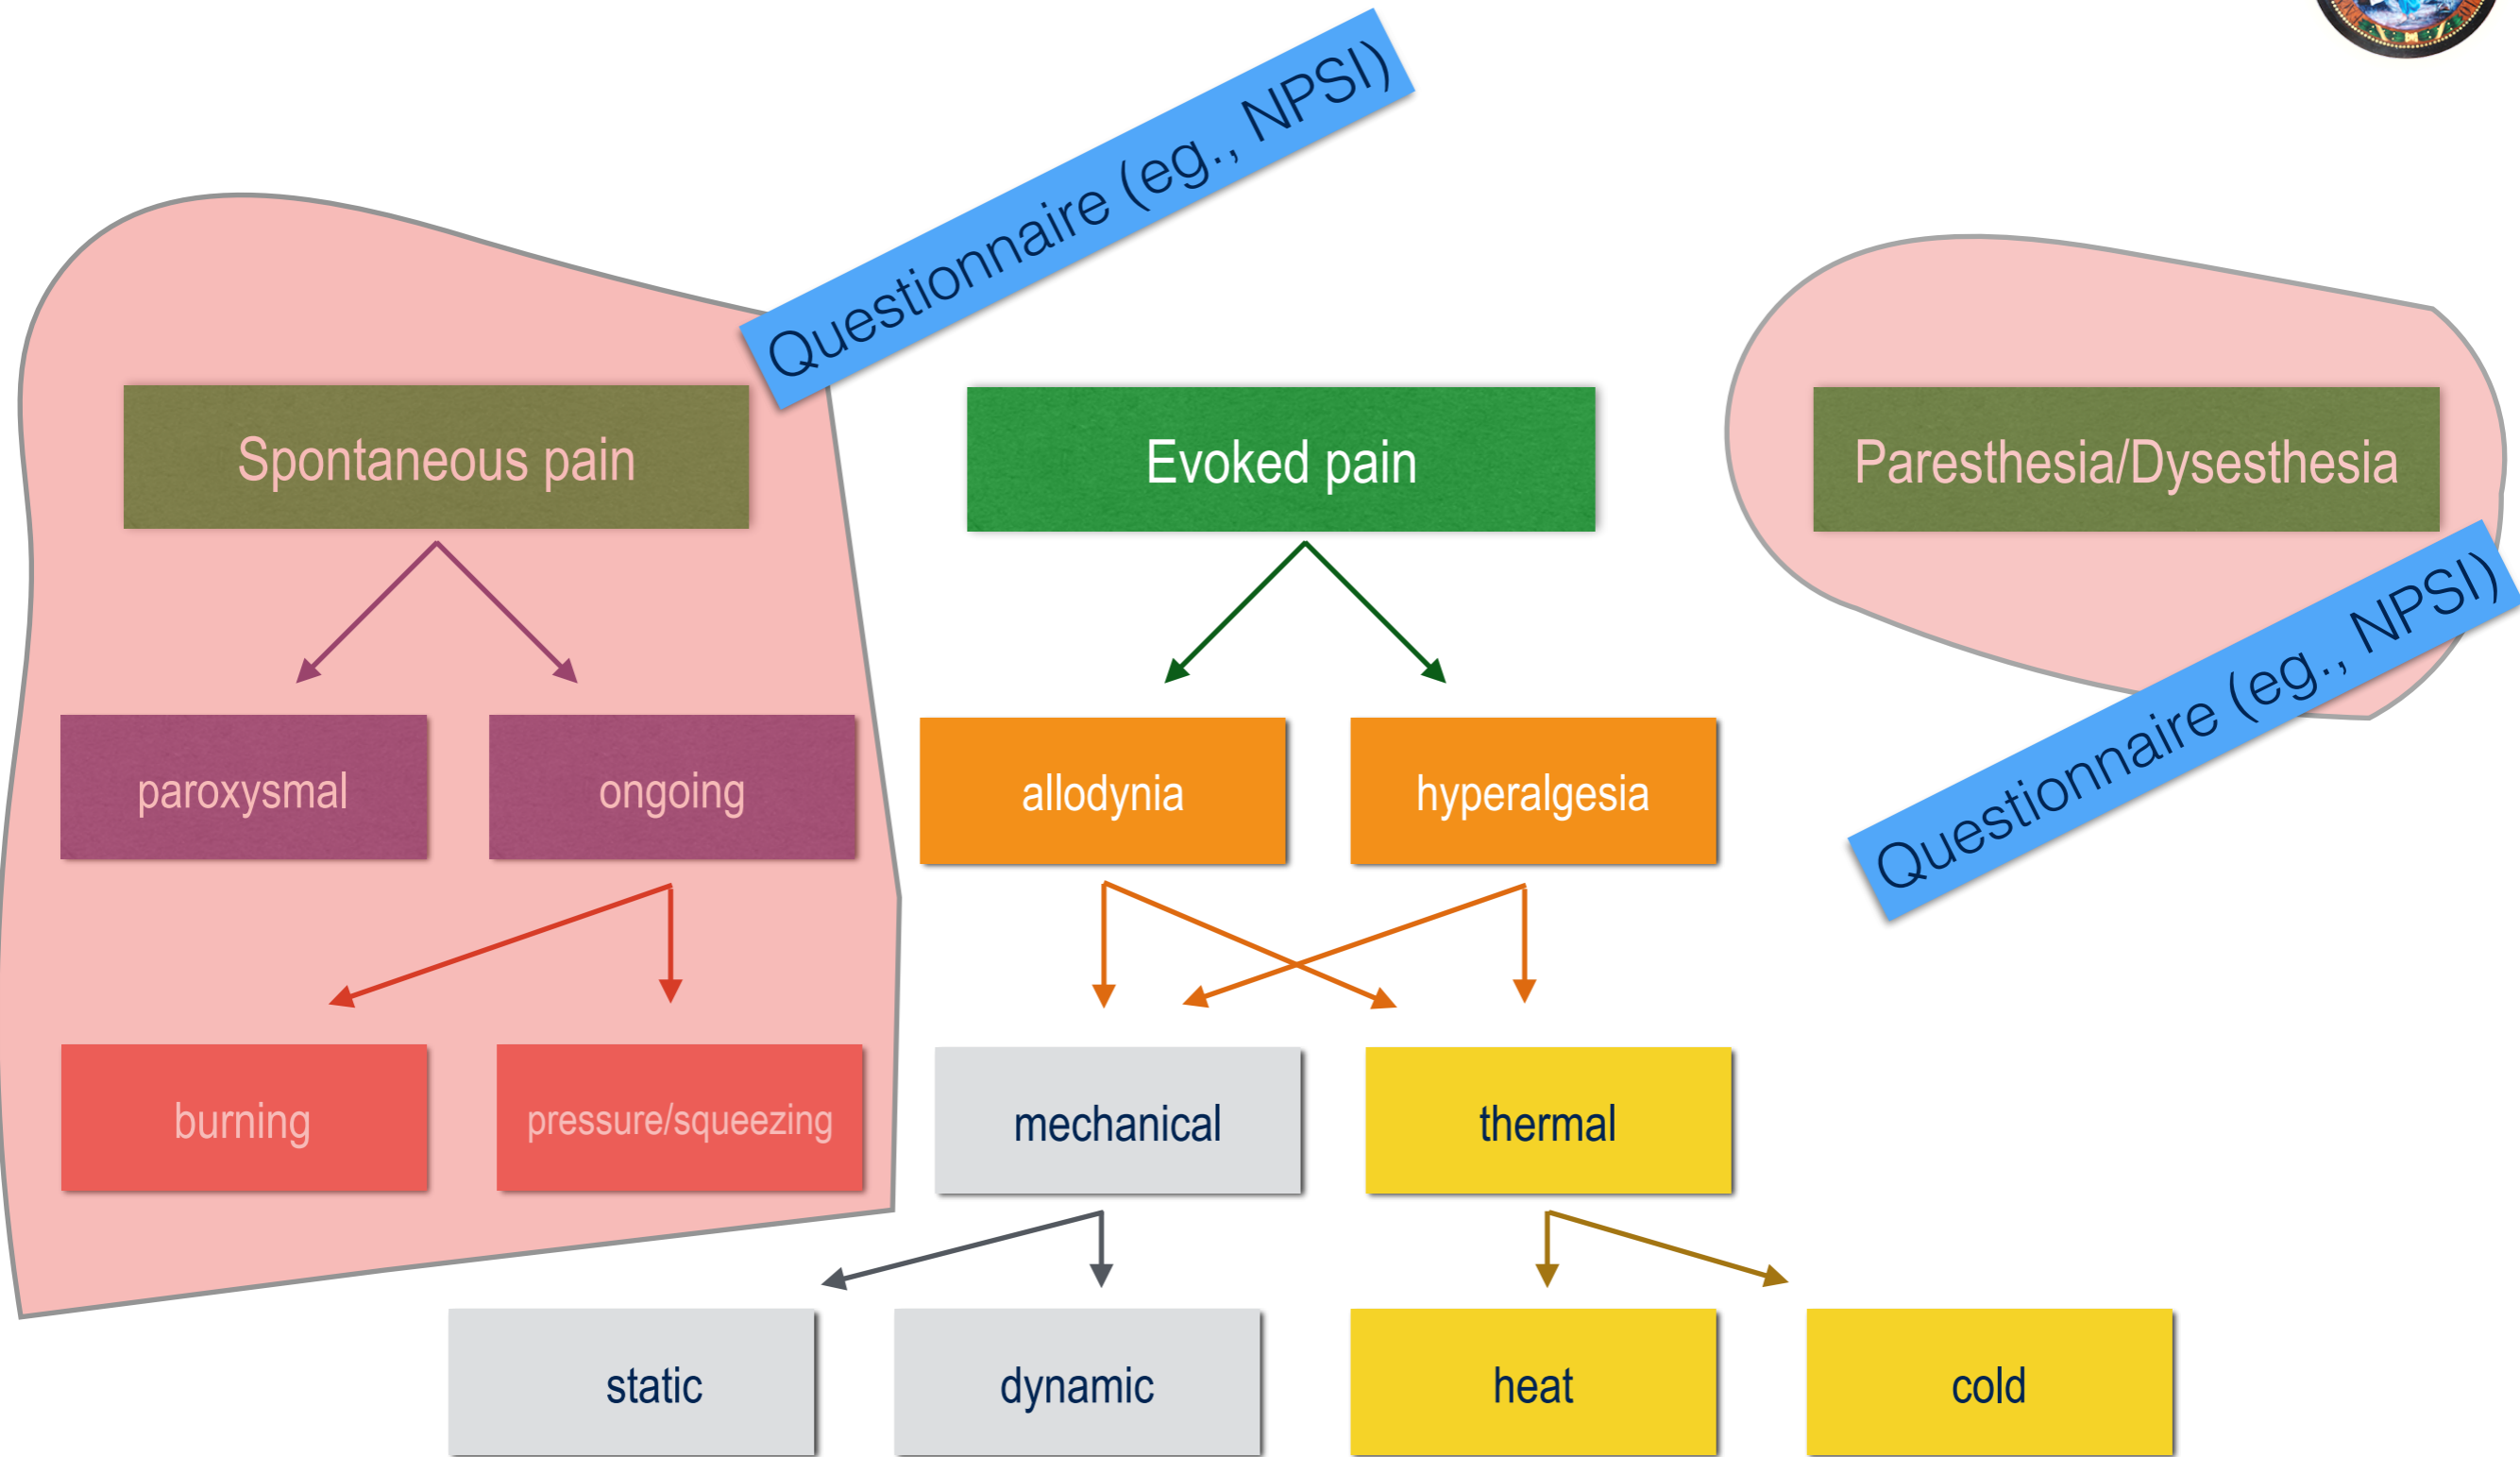 Questionnaire (eg., NPSI)
Spontaneous pain
Evoked pain
Paresthesia/Dysesthesia
Questionnaire (eg., NPSI)
paroxysmal
ongoing
allodynia
hyperalgesia
burning
pressure/squeezing
mechanical
thermal
static
dynamic
heat
cold